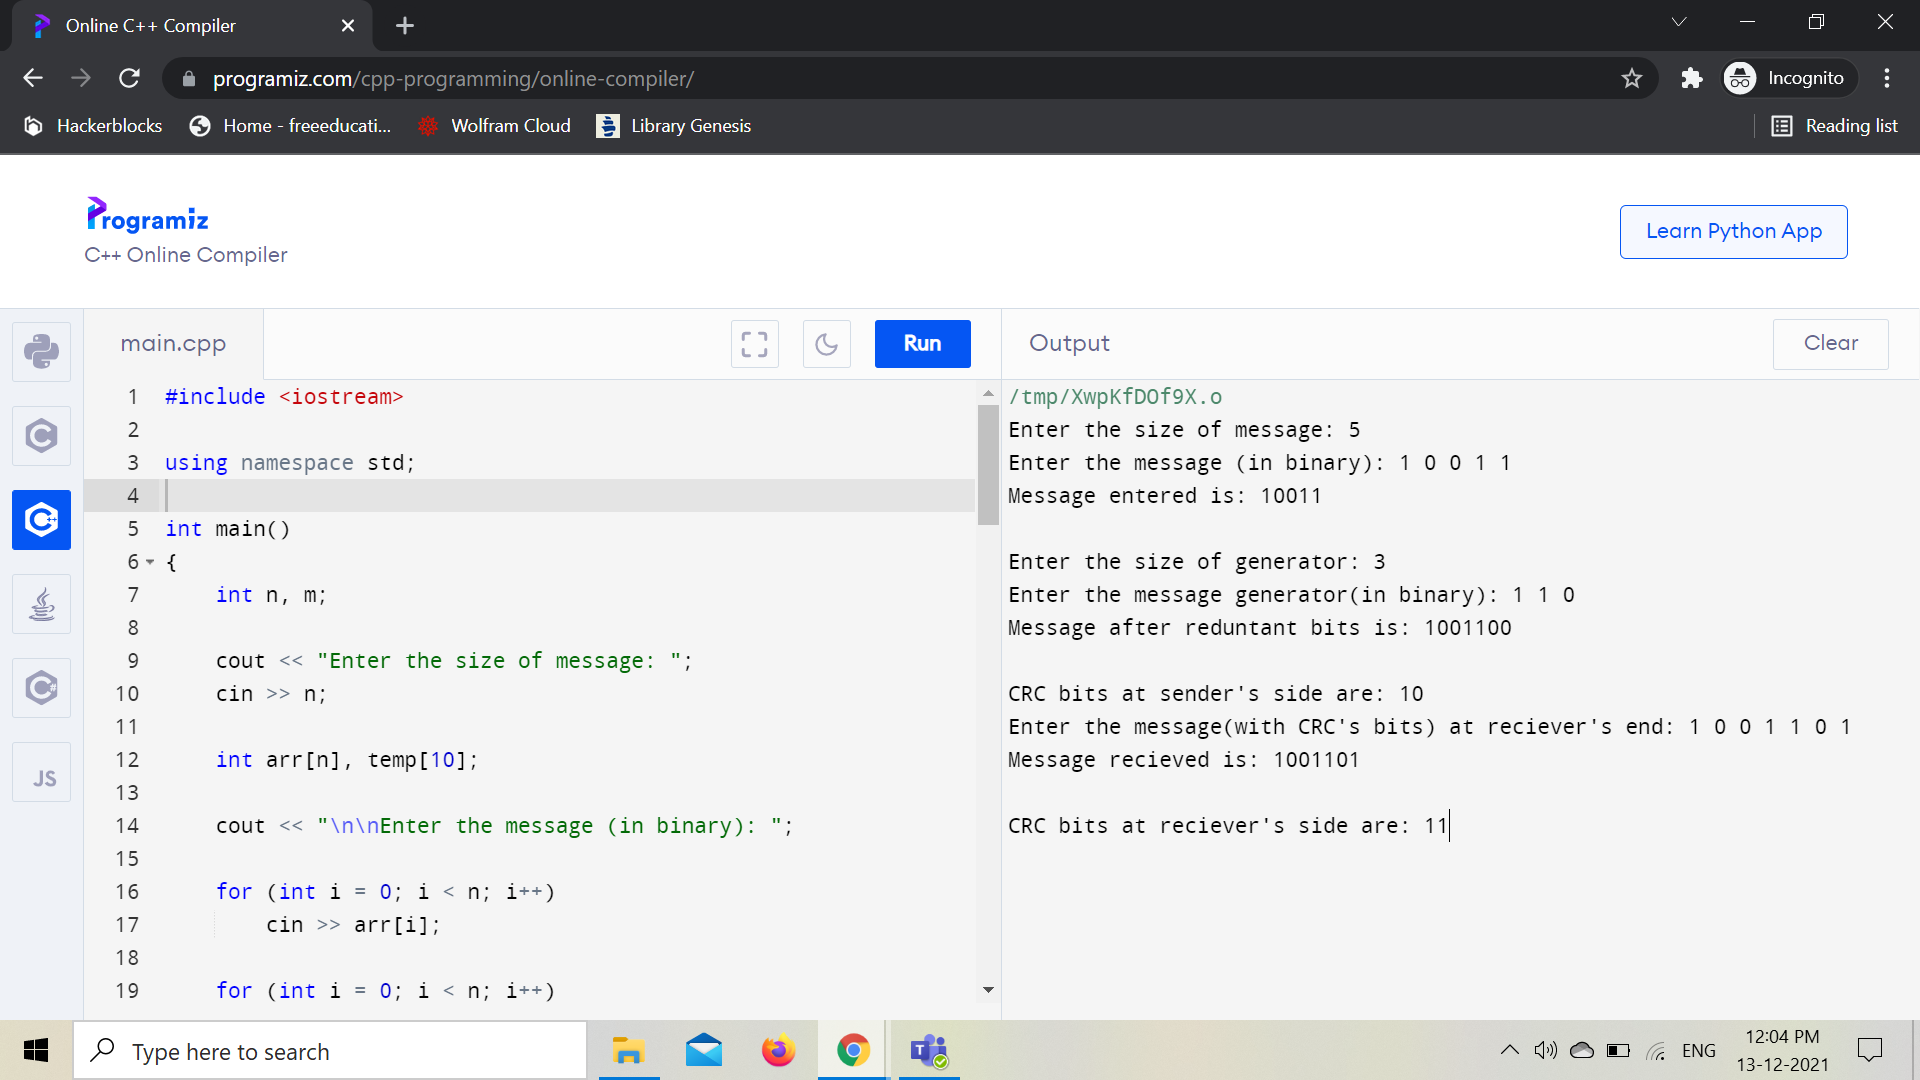 Online C++ Compiler
programiz.com/cpp-programming/online-compiler/
Incognito
Hackerblocks
Home - freeeducati...
Wolfram Cloud
Library Genesis
Reading list
Programiz
C++ Online Compiler
Learn Python App
main.cpp
Run
Output
Clear
1 #include <iostream>
2
3 using namespace std;
4
5 int main()
6 {
7 int n, m;
8
9 cout << "Enter the size of message: ";
10 cin >> n;
11
12 int arr[n], temp[10];
13
14 cout << "\n\nEnter the message (in binary): ";
15
16 for (int i = 0; i < n; i++)
17 cin >> arr[i];
18
19 for (int i = 0; i < n; i++)
/tmp/XwpKfDOf9X.o
Enter the size of message: 5
Enter the message (in binary): 1 0 0 1 1
Message entered is: 10011
Enter the size of generator: 3
Enter the message generator(in binary): 1 1 0
Message after reduntant bits is: 1001100
CRC bits at sender's side are: 10
Enter the message(with CRC's bits) at reciever's end: 1 0 0 1 1 0 1
Message recieved is: 1001101
CRC bits at reciever's side are: 11
C
C++
C#
JS
Type here to search
T
ENG
12:04 PM
13-12-2021